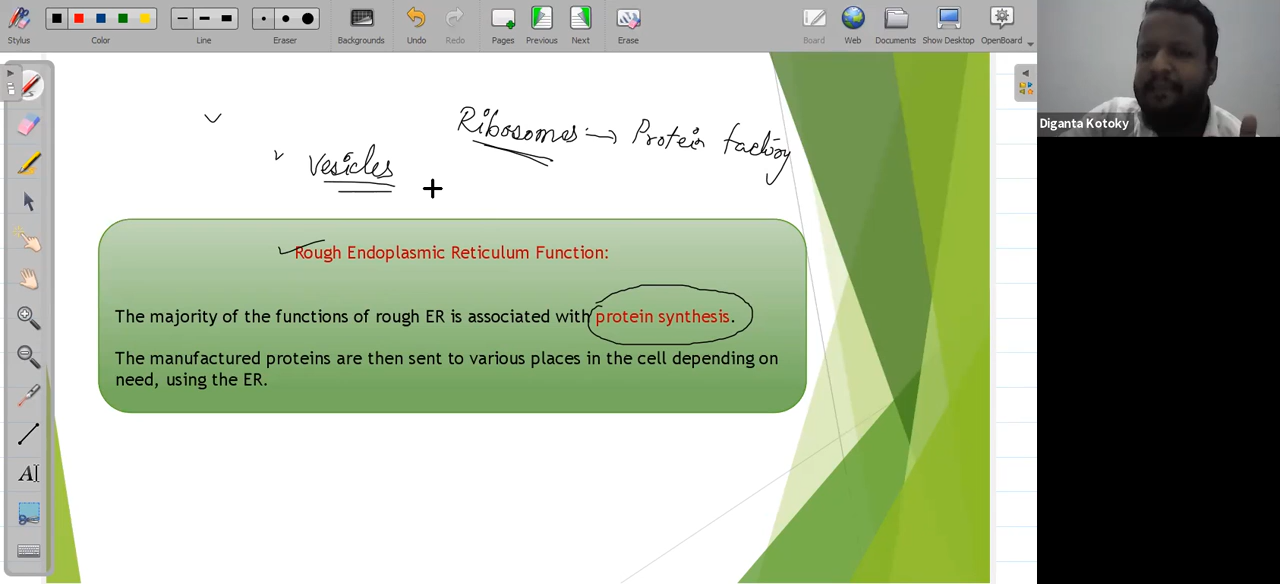 Stylus
Color
Line
Eraser
Backgrounds
Undo
Redo
Pages
Previous
Next
Erase
Board
Web
Documents
Show Desktop
OpenBoard
Diganta Kotoky
Ribosomes → Protein factory
Vesicles
Rough Endoplasmic Reticulum Function:
The majority of the functions of rough ER is associated with protein synthesis.
The manufactured proteins are then sent to various places in the cell depending on
need, using the ER.